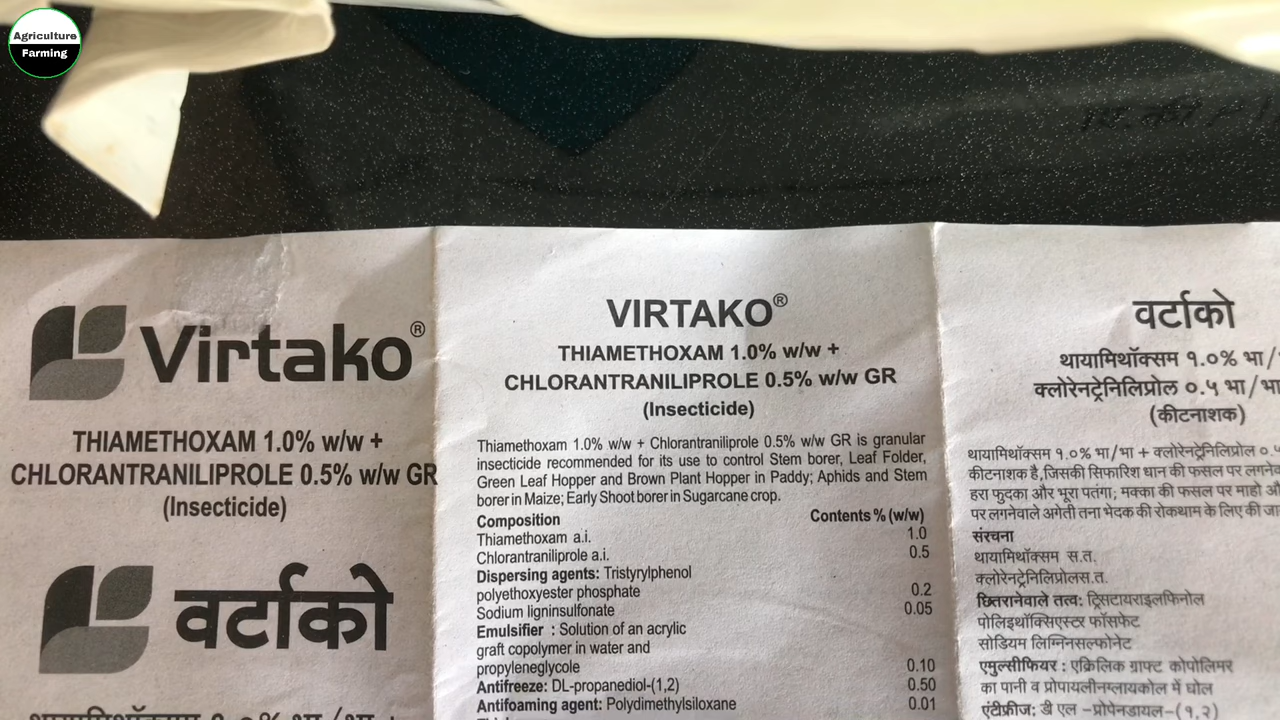 Agriculture
Farming
Virtako®
THIAMETHOXAM 1.0% w/w +
CHLORANTRANILIPROLE 0.5% w/w GR
(Insecticide)
वर्टाको
VIRTAKO®
THIAMETHOXAM 1.0% w/w +
CHLORANTRANILIPROLE 0.5% w/w GR
(Insecticide)
Thiamethoxam 1.0% w/w + Chlorantraniliprole 0.5% w/w GR is granular
insecticide recommended for its use to control Stem borer, Leaf Folder,
Green Leaf Hopper and Brown Plant Hopper in Paddy; Aphids and Stem
borer in Maize; Early Shoot borer in Sugarcane crop.
Composition Contents % (w/w)
Thiamethoxam a.i. 1.0
Chlorantraniliprole a.i. 0.5
Dispersing agents: Tristyrylphenol
polyethoxyester phosphate 0.2
Sodium ligninsulfonate 0.05
Emulsifier : Solution of an acrylic
graft copolymer in water and
propyleneglycole 0.10
Antifreeze: DL-propanediol-(1,2) 0.50
Antifoaming agent: Polydimethylsiloxane 0.01
वर्टाको
थायामिथॉक्सम १.०% भा/
क्लोरेनट्रेनिलिप्रोल ०.५ भा/भा
(कीटनाशक)
थायामिथॉक्सम १.०% भा/भा + क्लोरेनट्रेनिलिप्रोल
कीटनाशक है,जिसकी सिफारिश धान की फसल पर
हरा फुदका और भूरा पतंगा; मक्का की फसल पर माहो
पर लगनेवाले अगेती तना भेदक की रोकथाम के लिए की
संरचना
थायामिथॉक्सम स.त.
क्लोरेनट्रेनिलिप्रोलस.त.
छितरानेवाले तत्व: ट्रिसटायराइलफिनोल
पोलिइथॉक्सिएस्टर फॉसफेट
सोडियम लिग्निनसल्फोनेट
एमुल्सीफियर : एक्रिलिक ग्राफ्ट कोपोलिमर
का पानी व प्रोपायलीनग्लायकोल में घोल
एंटीफ्रीज: डी एल -प्रोपेनडायल-(१,२)